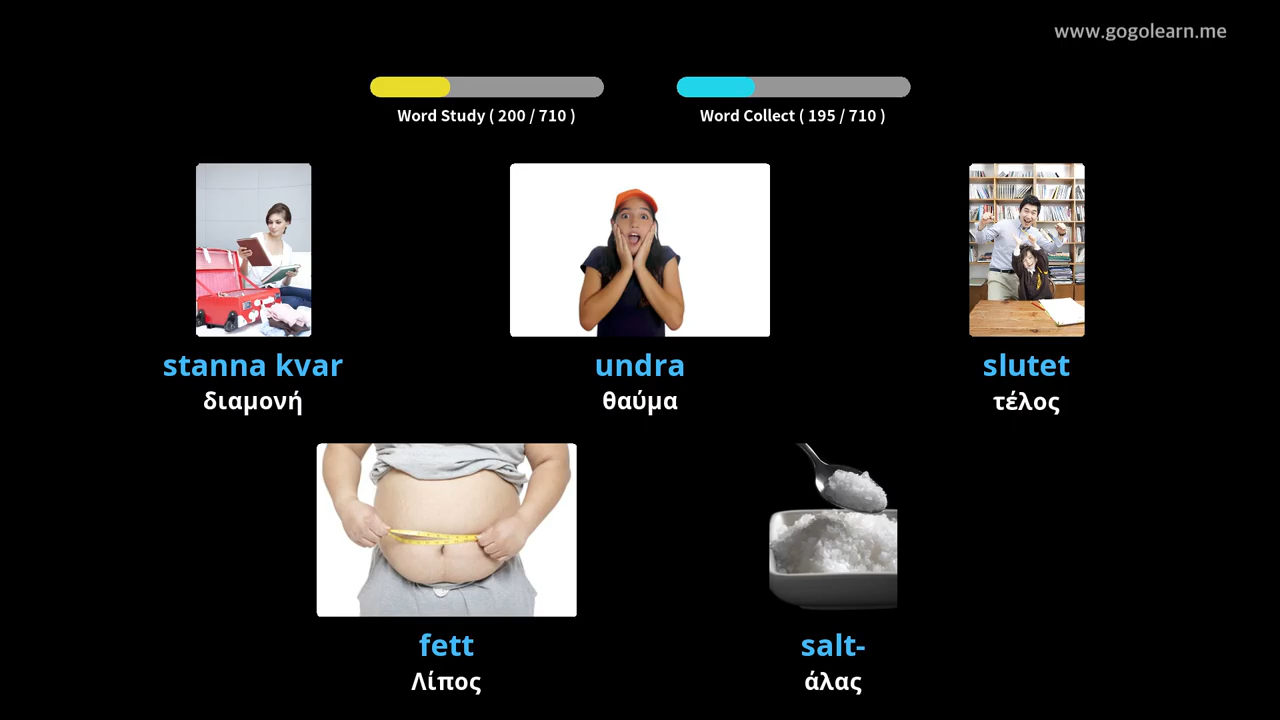 www.gogolearn.me
Word Study ( 200 / 710 )
Word Collect ( 195 / 710 )
stanna kvar
διαμονή
undra
θαύμα
slutet
τέλος
fett
Λίπος
salt-
άλας